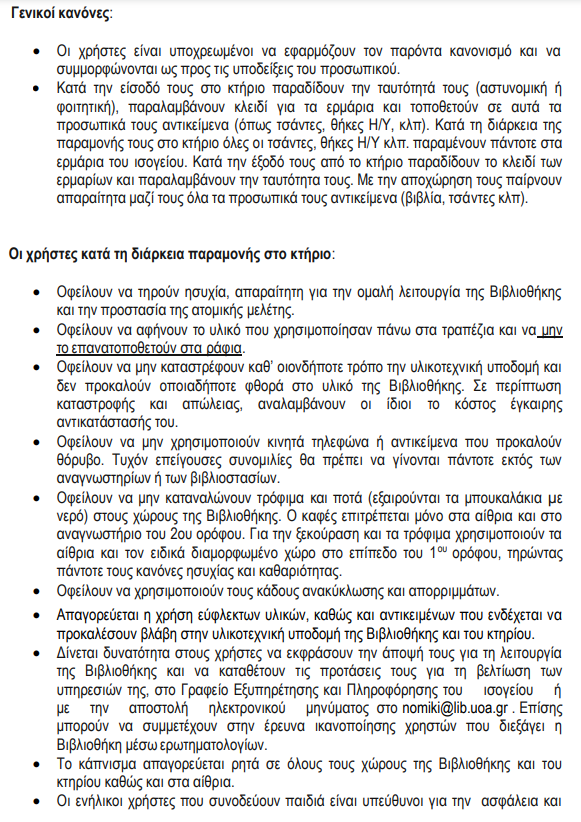 Γενικοί κανόνες:
• Οι χρήστες είναι υποχρεωμένοι να εφαρμόζουν τον παρόντα κανονισμό και να
συμμορφώνονται ως προς τις υποδείξεις του προσωπικού.
• Κατά την είσοδό τους στο κτήριο παραδίδουν την ταυτότητά τους (αστυνομική ή
φοιτητική), παραλαμβάνουν κλειδί για τα ερμάρια και τοποθετούν σε αυτά τα
προσωπικά τους αντικείμενα (όπως τσάντες, θήκες Η/Υ, κλπ). Κατά τη διάρκεια της
παραμονής τους στο κτήριο όλες οι τσάντες, θήκες Η/Υ κλπ. παραμένουν πάντοτε στα
ερμάρια του ισογείου. Κατά την έξοδό τους από το κτήριο παραδίδουν το κλειδί των
ερμαρίων και παραλαμβάνουν την ταυτότητα τους. Με την αποχώρηση τους παίρνουν
απαραίτητα μαζί τους όλα τα προσωπικά τους αντικείμενα (βιβλία, τσάντες κλπ).
Οι χρήστες κατά τη διάρκεια παραμονής στο κτήριο:
• Οφείλουν να τηρούν ησυχία, απαραίτητη για την ομαλή λειτουργία της Βιβλιοθήκης
και την προστασία της ατομικής μελέτης.
• Οφείλουν να αφήνουν το υλικό που χρησιμοποίησαν πάνω στα τραπέζια και να μην
το επανατοποθετούν στα ράφια.
• Οφείλουν να μην καταστρέφουν καθ’ οιονδήποτε τρόπο την υλικοτεχνική υποδομή και
δεν προκαλούν οποιαδήποτε φθορά στο υλικό της Βιβλιοθήκης. Σε περίπτωση
καταστροφής και απώλειας, αναλαμβάνουν οι ίδιοι το κόστος έγκαιρης
αντικατάστασής του.
• Οφείλουν να μην χρησιμοποιούν κινητά τηλεφώνα ή αντικείμενα που προκαλούν
θόρυβο. Τυχόν επείγουσες συνομιλίες θα πρέπει να γίνονται πάντοτε εκτός των
αναγνωστηρίων ή των βιβλιοστασίων.
• Οφείλουν να μην καταναλώνουν τρόφιμα και ποτά (εξαιρούνται τα μπουκαλάκια με
νερό) στους χώρους της Βιβλιοθήκης. Ο καφές επιτρέπεται μόνο στα αίθρια και στο
αναγνωστήριο του 2ου ορόφου. Για την ξεκούραση και τα τρόφιμα χρησιμοποιούν τα
αίθρια και τον ειδικά διαμορφωμένο χώρο στο επίπεδο του 1ου ορόφου, τηρώντας
πάντοτε τους κανόνες ησυχίας και καθαριότητας.
• Οφείλουν να χρησιμοποιούν τους κάδους ανακύκλωσης και απορριμμάτων.
• Απαγορεύεται η χρήση εύφλεκτων υλικών, καθώς και αντικειμένων που ενδέχεται να
προκαλέσουν βλάβη στην υλικοτεχνική υποδομή της Βιβλιοθήκης και του κτηρίου.
• Δίνεται δυνατότητα στους χρήστες να εκφράσουν την άποψή τους για τη λειτουργία
της Βιβλιοθήκης και να καταθέτουν τις προτάσεις τους για τη βελτίωση των
υπηρεσιών της, στο Γραφείο Εξυπηρέτησης και Πληροφόρησης του ισογείου ή
με την αποστολή ηλεκτρονικού μηνύματος στο nomiki@lib.uoa.gr . Επίσης
μπορούν να συμμετέχουν στην έρευνα ικανοποίησης χρηστών που διεξάγει η
Βιβλιοθήκη μέσω ερωτηματολογίων.
• Το κάπνισμα απαγορεύεται ρητά σε όλους τους χώρους της Βιβλιοθήκης και του
κτηρίου καθώς και στα αίθρια.
• Οι ενήλικοι χρήστες που συνοδεύουν παιδιά είναι υπεύθυνοι για την ασφάλεια και